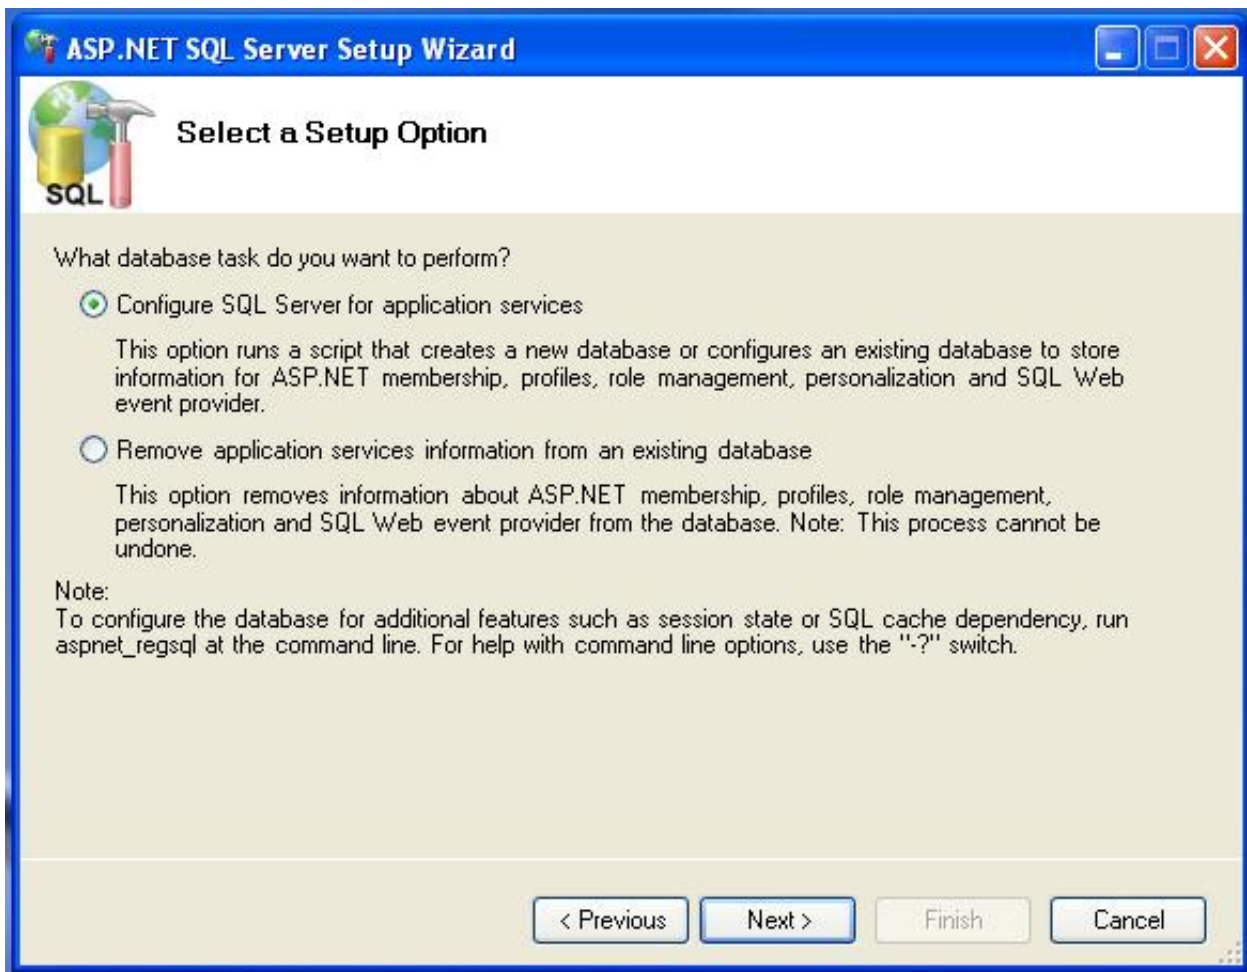 ASP.NET SQL Server Setup Wizard
Select a Setup Option
SQL
What database task do you want to perform?
Configure SQL Server for application services
This option runs a script that creates a new database or configures an existing database to store
information for ASP.NET membership, profiles, role management, personalization and SQL Web
event provider.
Remove application services information from an existing database
This option removes information about ASP.NET membership, profiles, role management,
personalization and SQL Web event provider from the database. Note: This process cannot be
undone.
Note:
To configure the database for additional features such as session state or SQL cache dependency, run
aspnet_regsql at the command line. For help with command line options, use the "-?" switch.
< Previous
Next >
Finish
Cancel